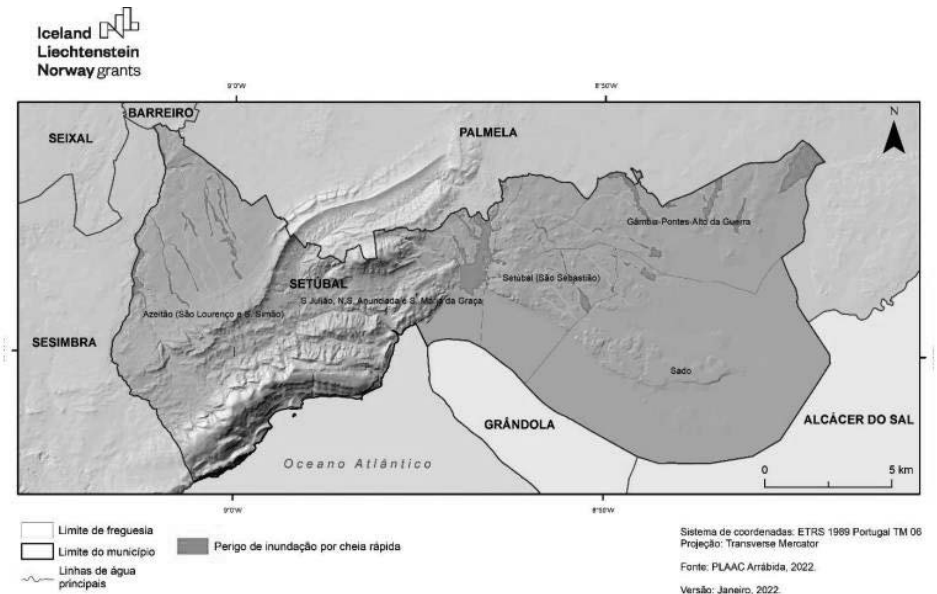 Iceland
Liechtenstein
Norway grants
9°0'W
8°50'W
BARREIRO
SEIXAL
PALMELA
N
Gâmbia-Pontes-Alto da Guerra
SETÚBAL
Setúbal (São Sebastião)
S.Julião, N.S. Anunciada e S. Maria da Graça
Azeitão (São Lourenço e S. Simão)
SESIMBRA
Sado
GRÂNDOLA
ALCÁCER DO SAL
Oceano Atlântico
0
5 km
9°0'W
8°50'W
Limite de freguesia
Limite do município
Linhas de água
principais
Perigo de inundação por cheia rápida
Sistema de coordenadas: ETRS 1989 Portugal TM 06
Projeção: Transverse Mercator
Fonte: PLAAC Arrábida, 2022.
Versão: Janeiro, 2022.